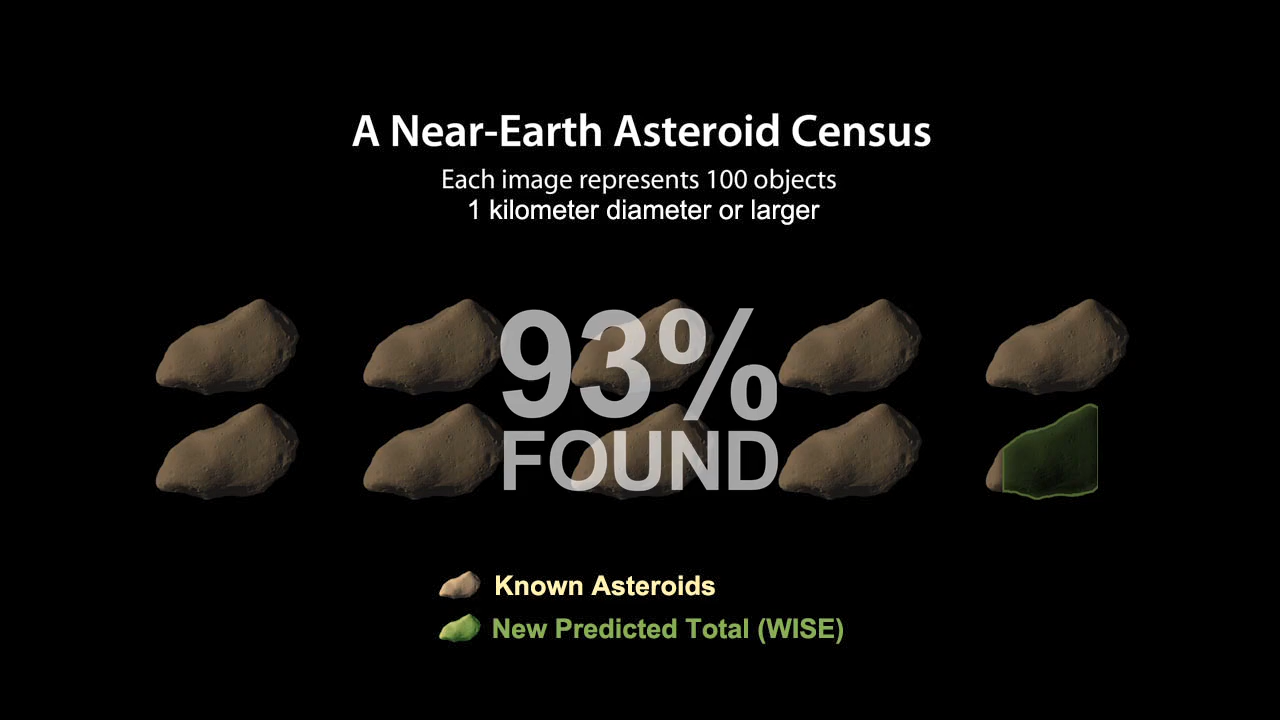 A Near-Earth Asteroid Census
Each image represents 100 objects
1 kilometer diameter or larger
93%
FOUND
Known Asteroids
New Predicted Total (WISE)